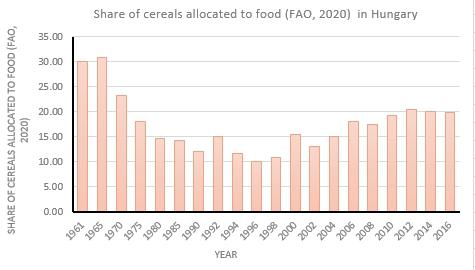 Share of cereals allocated to food (FAO, 2020)  in Hungary
SHARE OF CEREALS ALLOCATED TO FOOD (FAO,
2020)
35.00
30.00
25.00
20.00
15.00
10.00
5.00
0.00
1961 1965 1970 1975 1980 1985 1990 1992 1994 1996 1998 2000 2002 2004 2006 2008 2010 2012 2014 2016
YEAR